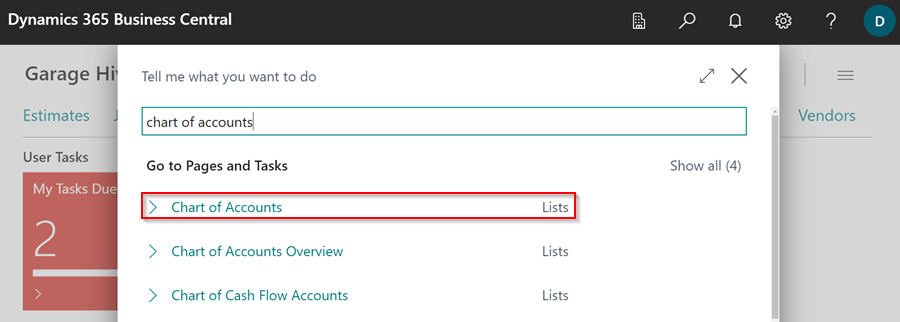 Dynamics 365 Business Central
?
D
Garage Hiv
Tell me what you want to do
Estimates
Vendors
chart of accounts
User Tasks
Go to Pages and Tasks
Show all (4)
My Tasks Due
2
Chart of Accounts
Lists
Chart of Accounts Overview
Lists
Chart of Cash Flow Accounts
Lists